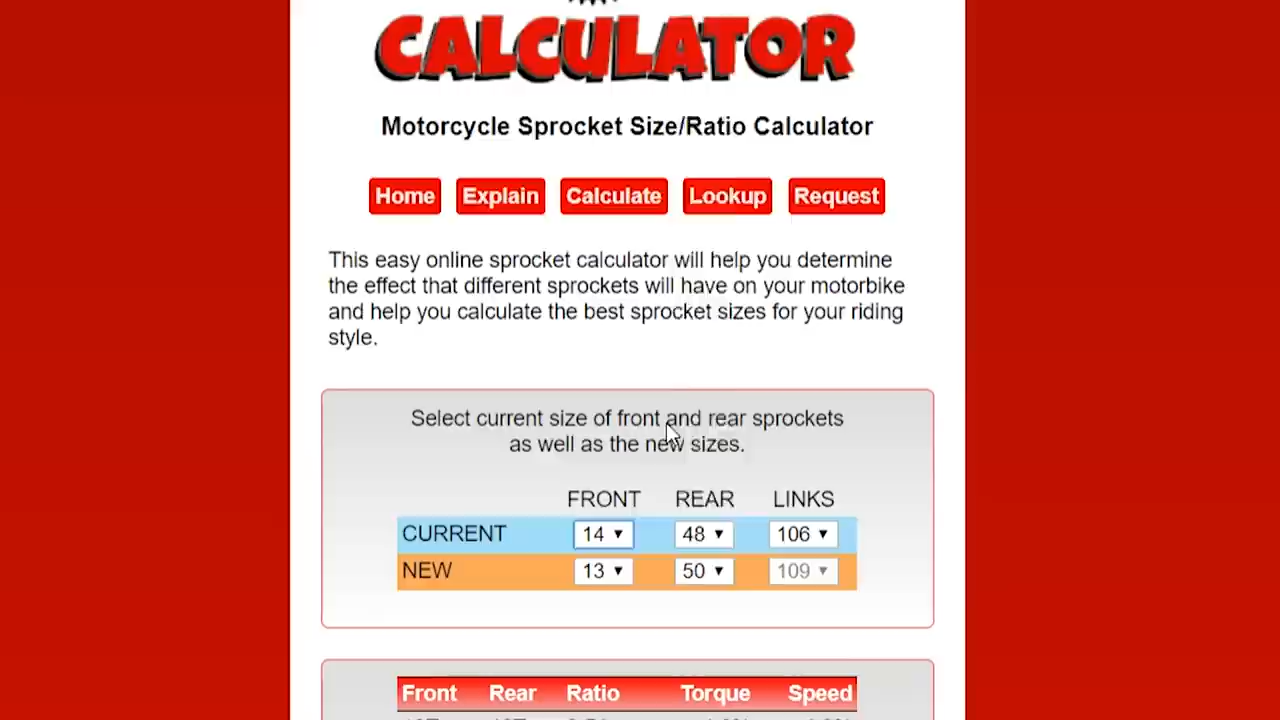 CALCULATOR
Motorcycle Sprocket Size/Ratio Calculator
Home Explain Calculate Lookup Request
This easy online sprocket calculator will help you determine
the effect that different sprockets will have on your motorbike
and help you calculate the best sprocket sizes for your riding
style.
Select current size of front and rear sprockets
as well as the new sizes.
FRONT REAR LINKS
CURRENT 14 48 106
NEW 13 50 109
Front Rear Ratio Torque Speed